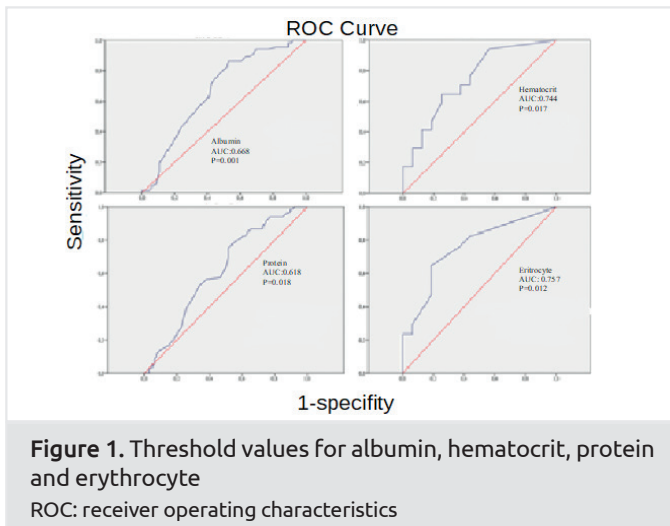 ROC Curve
Sensitivity
Albumin
AUC:0.668
P=0.001
Hematocrit
AUC:0.744
P=0.017
Protein
AUC:0.618
P=0.018
Eritrocyte
AUC: 0.757
P=0.012
1-specifity
Figure 1. Threshold values for albumin, hematocrit, protein
and erythrocyte
ROC: receiver operating characteristics